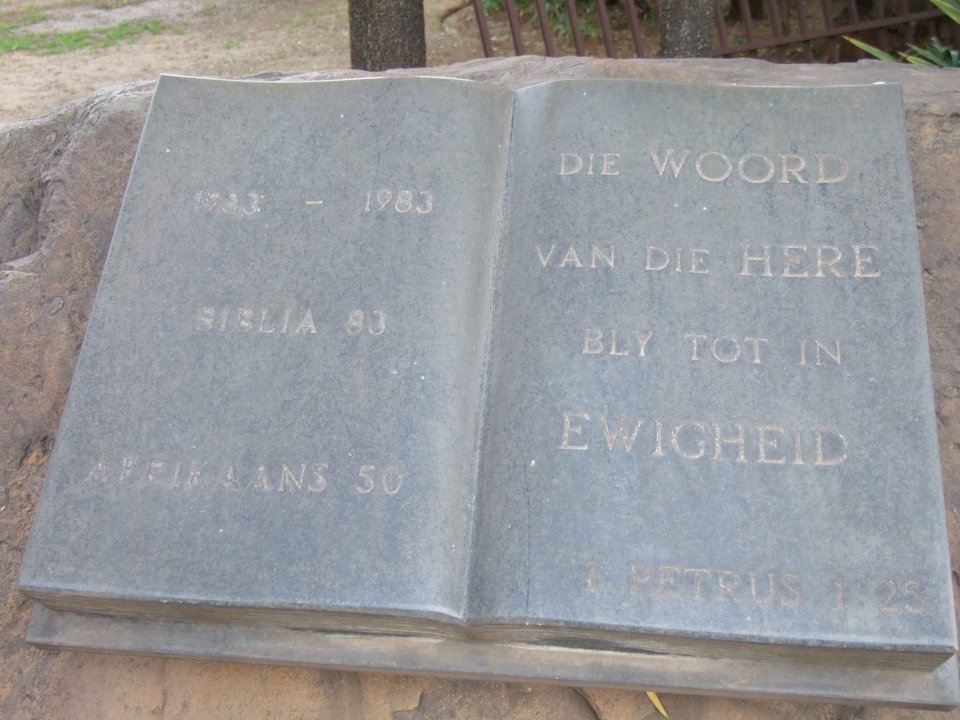 1933 - 1983
BIBLIA 83
AFRIKAANS 50
DIE WOORD
VAN DIE HERE
BLY TOT IN
EWIGHEID
1 PETRUS 1 25